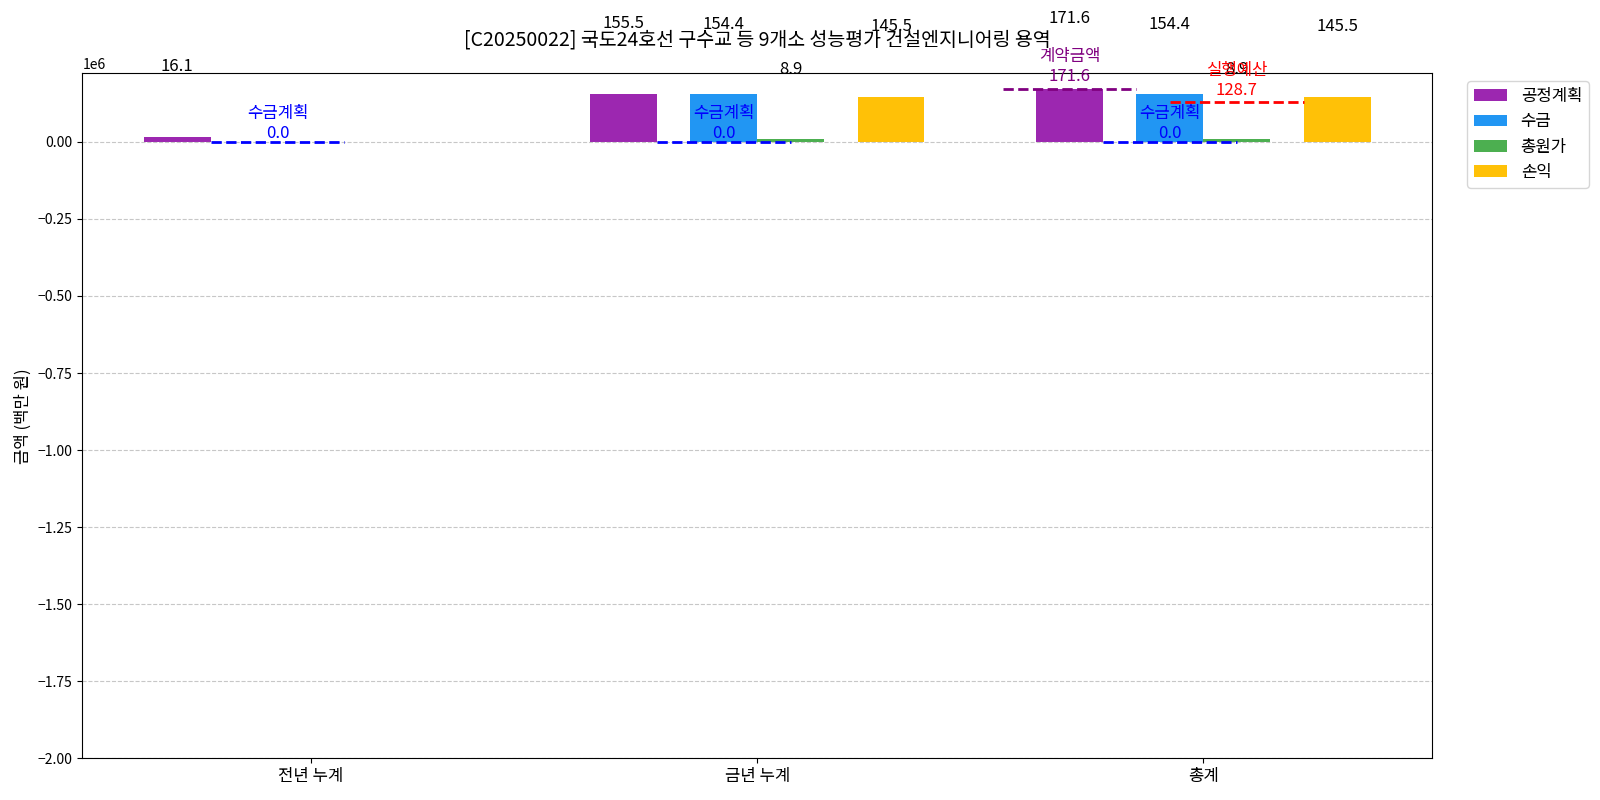 155.5
154.4
145.5
171.6
154.4
145.5
[C20250022] 국도24호선 구수교 등 9개소 성능평가 건설엔지니어링 용역
1e6
16.1
8.9
계약금액
171.6
8.9
실행예산
128.7
수금계획
0.0
수금계획
0.0
수금계획
0.0
공정계획
수금
총원가
손익
금액 (백만 원)
0.00
−0.25
−0.50
−0.75
−1.00
−1.25
−1.50
−1.75
−2.00
전년 누계
금년 누계
총계